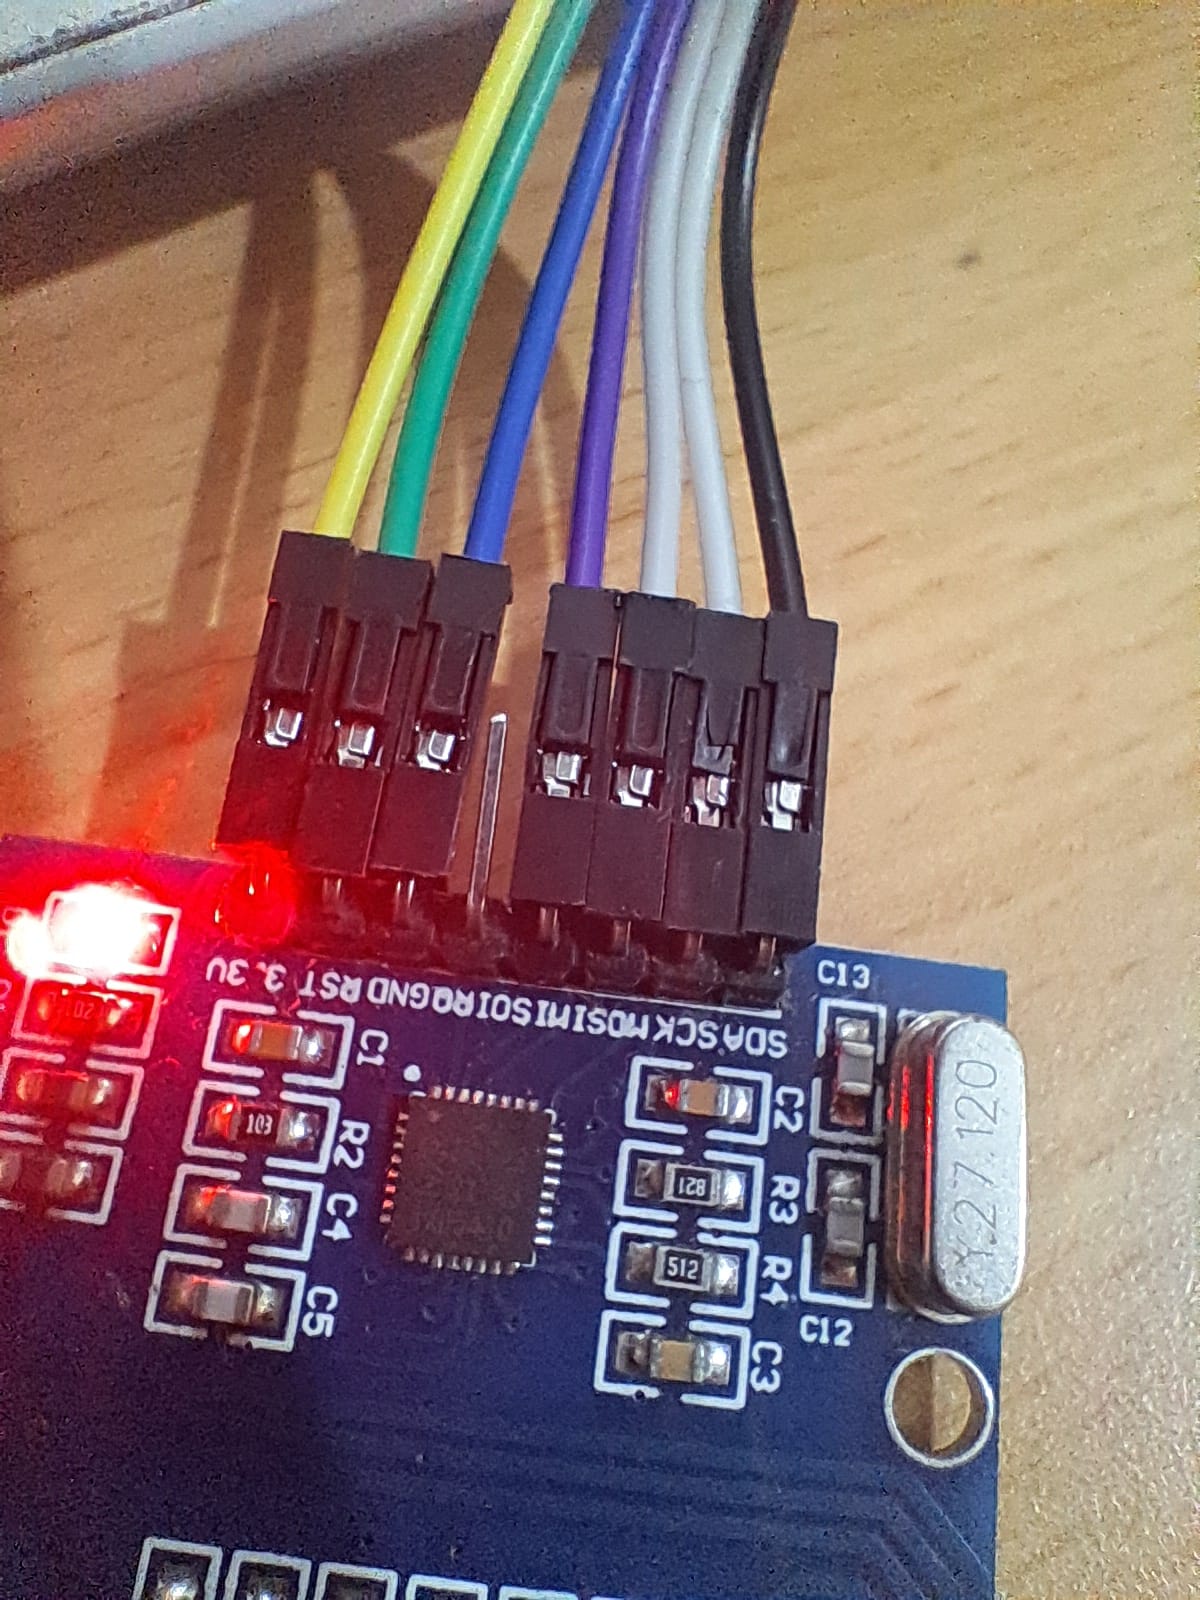 SDA SCK MOSI MISO IRQ GND RST 3.3V
C13
C1
103
R2
C4
C5
C2
821
R3
512
R4
C3
C12
Y27.120